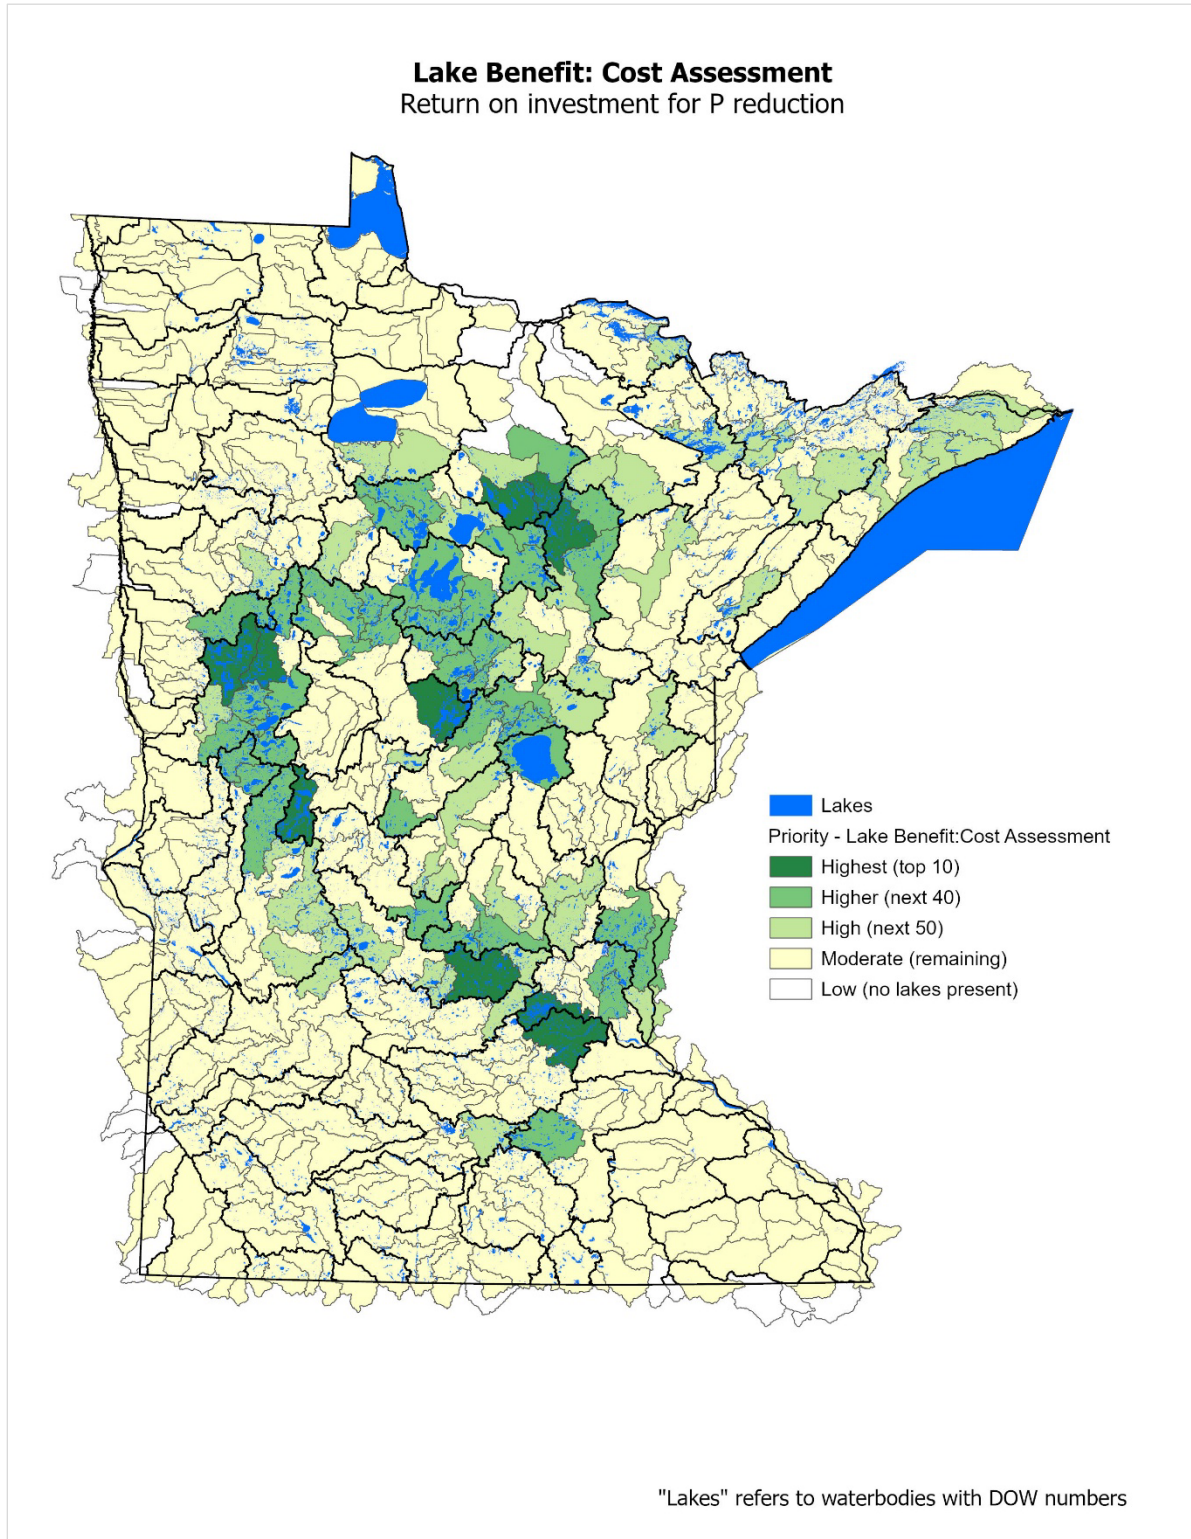 Lake Benefit: Cost Assessment
Return on investment for P reduction
Lakes
Priority - Lake Benefit:Cost Assessment
Highest (top 10)
Higher (next 40)
High (next 50)
Moderate (remaining)
Low (no lakes present)
"Lakes" refers to waterbodies with DOW numbers